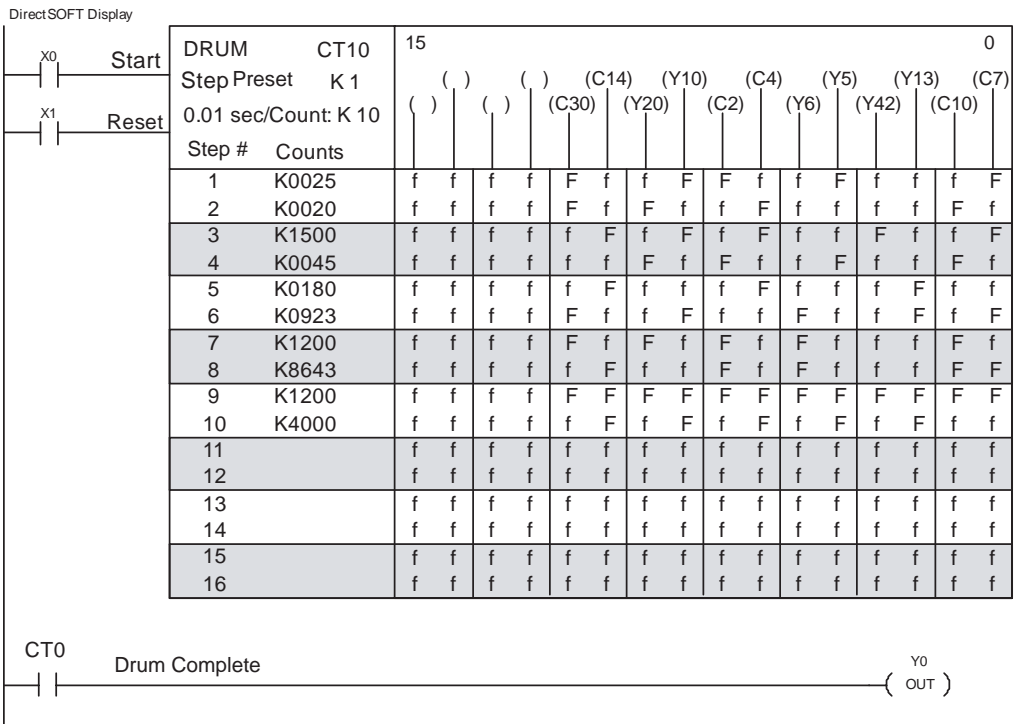 DirectSOFT Display
X0 Start
X1 Reset
DRUM CT10
Step Preset K 1
0.01 sec/Count: K 10
Step # Counts
15 0
( ) ( ) (C14) (Y10) (C4) (Y5) (Y13) (C7)
( ) ( ) (C30) (Y20) (C2) (Y6) (Y42) (C10)
1 K0025 f f f f F f f F F f f F f f f F
2 K0020 f f f f F f F f f F f f f f F f
3 K1500 f f f f f F f F f F f f F f f F
4 K0045 f f f f f f F f F f f F f f F f
5 K0180 f f f f f F f f f F f f f F f f
6 K0923 f f f f F f f F f f F f f F f F
7 K1200 f f f f F f F f F f F f f f F f
8 K8643 f f f f f F f f F f F f f f F F
9 K1200 f f f f F F F F F F F F F F F F
10 K4000 f f f f f F f F f F f F f F f f
11 f f f f f f f f f f f f f f f f
12 f f f f f f f f f f f f f f f f
13 f f f f f f f f f f f f f f f f
14 f f f f f f f f f f f f f f f f
15 f f f f f f f f f f f f f f f f
16 f f f f f f f f f f f f f f f f
CT0 Drum Complete Y0
( OUT )